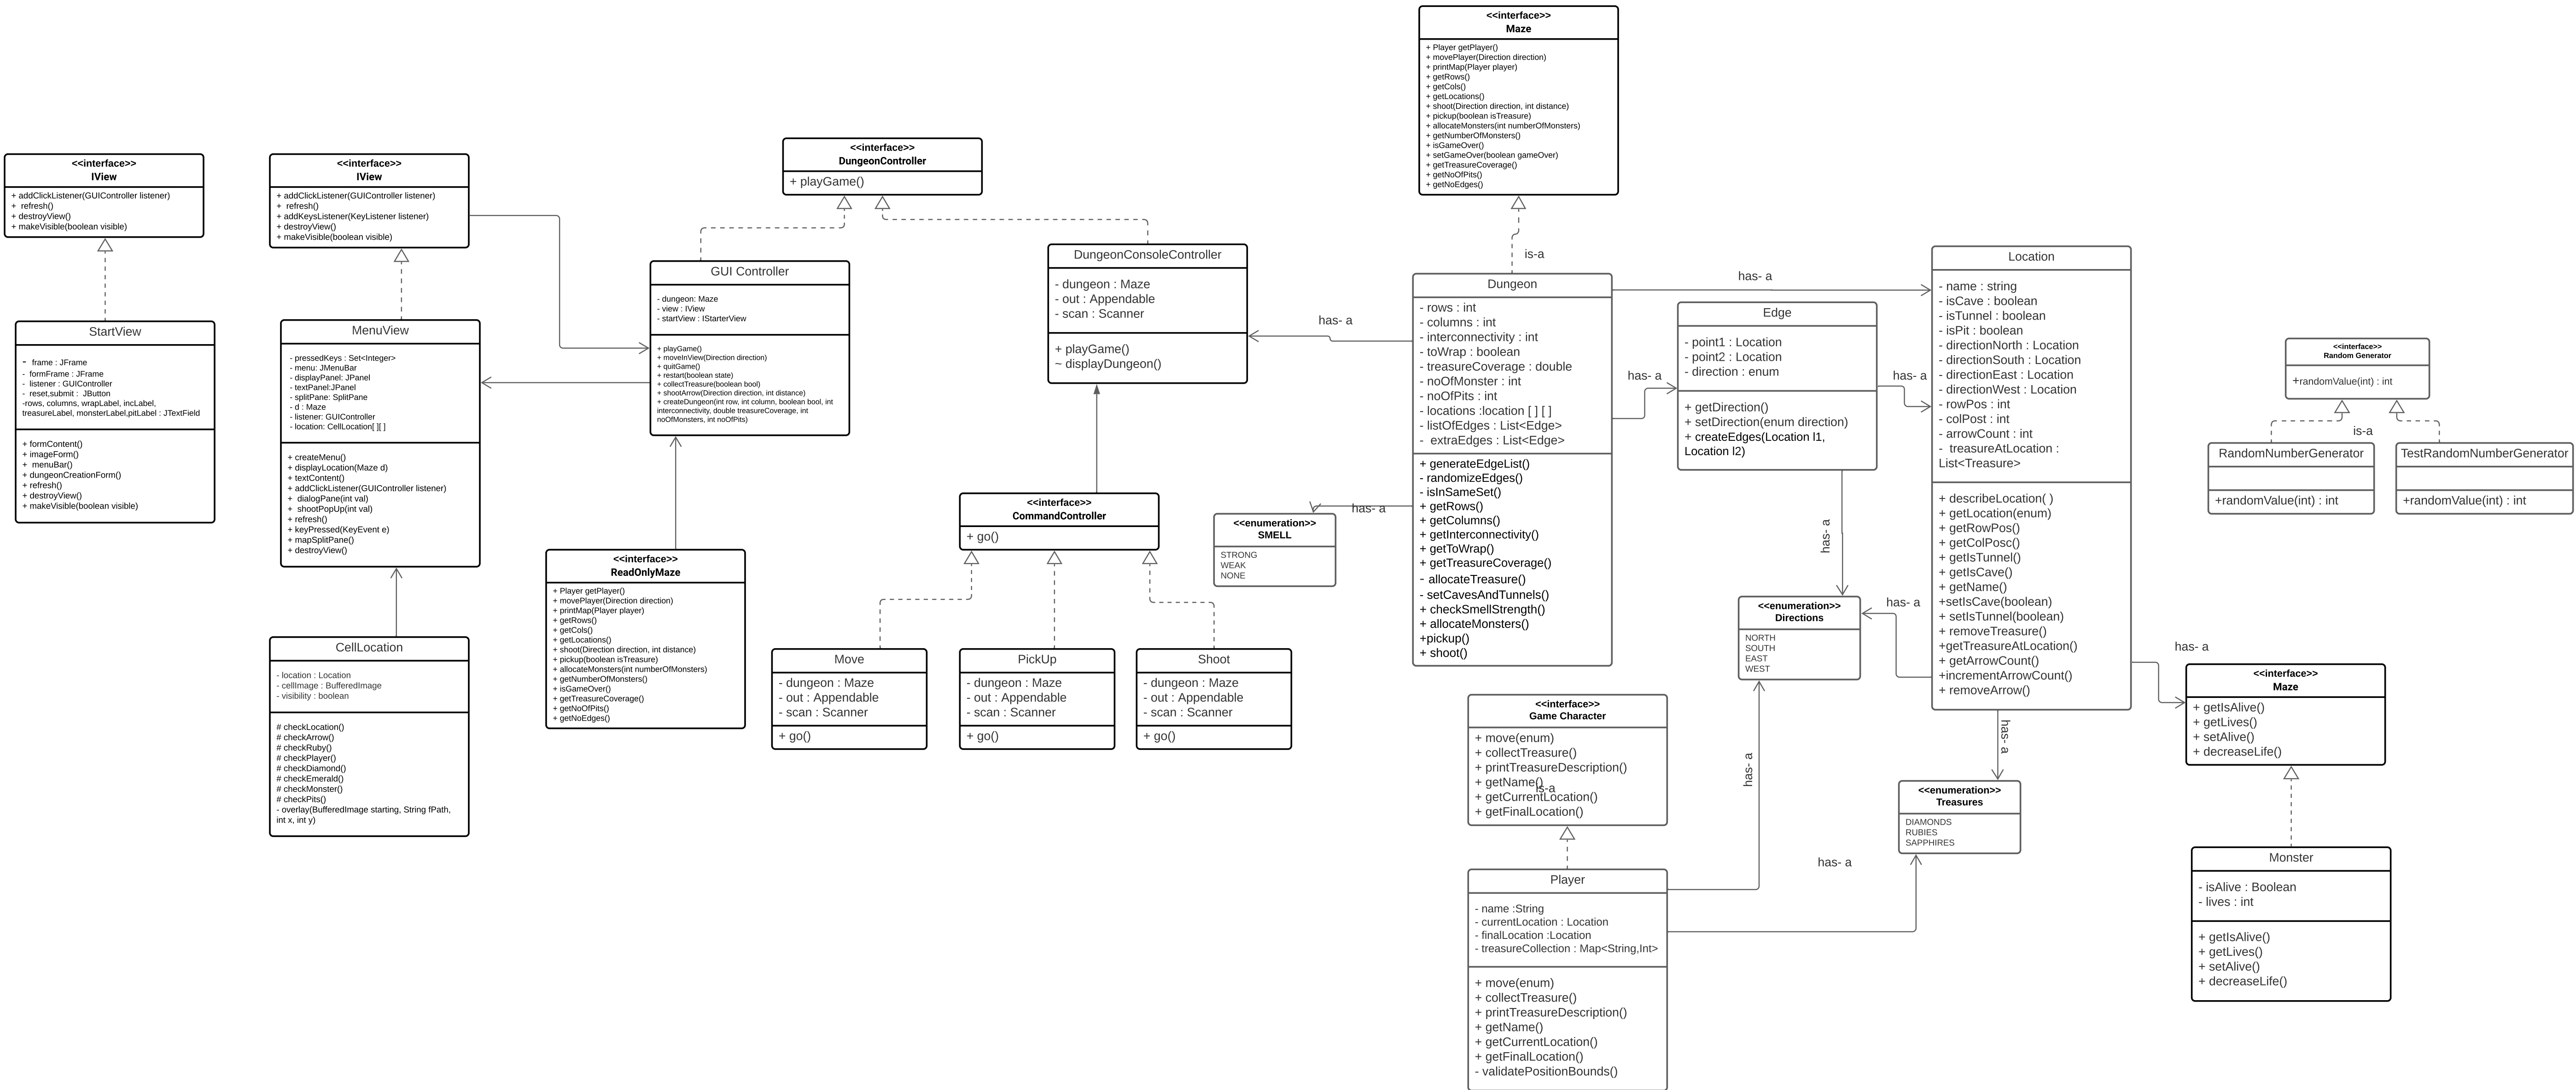 <<interface>>
IView
+ addClickListener(GUIController listener)
+  refresh()
+ destroyView()
+ makeVisible(boolean visible)
StartView
-  frame : JFrame
-  formFrame : JFrame
-  listener : GUIController
-  reset,submit :  JButton
-rows, columns, wrapLabel, incLabel,
treasureLabel, monsterLabel,pitLabel : JTextField
+ formContent()
+ imageForm()
+  menuBar()
+ dungeonCreationForm()
+ refresh()
+ destroyView()
+ makeVisible(boolean visible)
<<interface>>
IView
+ addClickListener(GUIController listener)
+  refresh()
+ addKeysListener(KeyListener listener)
+ destroyView()
+ makeVisible(boolean visible)
MenuView
- pressedKeys : Set<Integer>
- menu: JMenuBar
- displayPanel: JPanel
- textPanel:JPanel
- splitPane: SplitPane
- d : Maze
- listener: GUIController
- location: CellLocation[ ][ ]
+ createMenu()
+ displayLocation(Maze d)
+ textContent()
+ addClickListener(GUIController listener)
+  dialogPane(int val)
+  shootPopUp(int val)
+ refresh()
+ keyPressed(KeyEvent e)
+ mapSplitPane()
+ destroyView()
CellLocation
- location : Location
- cellImage : BufferedImage
- visibility : boolean
# checkLocation()
# checkArrow()
# checkRuby()
# checkPlayer()
# checkDiamond()
# checkEmerald()
# checkMonster()
# checkPits()
- overlay(BufferedImage starting, String fPath,
int x, int y)
<<interface>>
DungeonController
+ playGame()
GUI Controller
- dungeon: Maze
- view : IView
- startView : IStarterView
+ playGame()
+ moveInView(Direction direction)
+ quitGame()
+ restart(boolean state)
+ collectTreasure(boolean bool)
+ shootArrow(Direction direction, int distance)
+ createDungeon(int row, int column, boolean bool, int
interconnectivity, double treasureCoverage, int
noOfMonsters, int noOfPits)
<<interface>>
ReadOnlyMaze
+ Player getPlayer()
+ movePlayer(Direction direction)
+ printMap(Player player)
+ getRows()
+ getCols()
+ getLocations()
+ shoot(Direction direction, int distance)
+ pickup(boolean isTreasure)
+ allocateMonsters(int numberOfMonsters)
+ getNumberOfMonsters()
+ isGameOver()
+ getTreasureCoverage()
+ getNoOfPits()
+ getNoEdges()
DungeonConsoleController
- dungeon : Maze
- out : Appendable
- scan : Scanner
+ playGame()
~ displayDungeon()
<<interface>>
CommandController
+ go()
Move
- dungeon : Maze
- out : Appendable
- scan : Scanner
+ go()
PickUp
- dungeon : Maze
- out : Appendable
- scan : Scanner
+ go()
Shoot
- dungeon : Maze
- out : Appendable
- scan : Scanner
+ go()
<<interface>>
Maze
+ Player getPlayer()
+ movePlayer(Direction direction)
+ printMap(Player player)
+ getRows()
+ getCols()
+ getLocations()
+ shoot(Direction direction, int distance)
+ pickup(boolean isTreasure)
+ allocateMonsters(int numberOfMonsters)
+ getNumberOfMonsters()
+ isGameOver()
+ setGameOver(boolean gameOver)
+ getTreasureCoverage()
+ getNoOfPits()
+ getNoEdges()
is-a
has- a
Dungeon
- rows : int
- columns : int
- interconnectivity : int
- toWrap : boolean
- treasureCoverage : double
- noOfMonster : int
- noOfPits : int
- locations :location [ ] [ ]
- listOfEdges : List<Edge>
-  extraEdges : List<Edge>
+ generateEdgeList()
- randomizeEdges()
- isInSameSet()
+ getRows()
+ getColumns()
+ getInterconnectivity()
+ getToWrap()
+ getTreasureCoverage()
- allocateTreasure()
- setCavesAndTunnels()
+ checkSmellStrength()
+ allocateMonsters()
+pickup()
+ shoot()
has- a
<<enumeration>>
SMELL
STRONG
WEAK
NONE
has- a
has- a
Edge
- point1 : Location
- point2 : Location
- direction : enum
+ getDirection()
+ setDirection(enum direction)
+ createEdges(Location l1,
Location l2)
has- a
has- a
<<enumeration>>
Directions
NORTH
SOUTH
EAST
WEST
has- a
Location
- name : string
- isCave : boolean
- isTunnel : boolean
- isPit : boolean
- directionNorth : Location
- directionSouth : Location
- directionEast : Location
- directionWest : Location
- rowPos : int
- colPost : int
- arrowCount : int
-  treasureAtLocation :
List<Treasure>
+ describeLocation( )
+ getLocation(enum)
+ getRowPos()
+ getColPosc()
+ getIsTunnel()
+ getIsCave()
+ getName()
+setIsCave(boolean)
+ setIsTunnel(boolean)
+ removeTreasure()
+getTreasureAtLocation()
+ getArrowCount()
+incrementArrowCount()
+ removeArrow()
has- a
has- a
<<enumeration>>
Treasures
DIAMONDS
RUBIES
SAPPHIRES
<<interface>>
Game Character
+ move(enum)
+ collectTreasure()
+ printTreasureDescription()
+ getName()
is-a
+ getCurrentLocation()
+ getFinalLocation()
has- a
has- a
Player
- name :String
- currentLocation : Location
- finalLocation :Location
- treasureCollection : Map<String,Int>
+ move(enum)
+ collectTreasure()
+ printTreasureDescription()
+ getName()
+ getCurrentLocation()
+ getFinalLocation()
- validatePositionBounds()
<<interface>>
Random Generator
+randomValue(int) : int
is-a
RandomNumberGenerator
+randomValue(int) : int
TestRandomNumberGenerator
+randomValue(int) : int
<<interface>>
Maze
+ getIsAlive()
+ getLives()
+ setAlive()
+ decreaseLife()
Monster
- isAlive : Boolean
- lives : int
+ getIsAlive()
+ getLives()
+ setAlive()
+ decreaseLife()